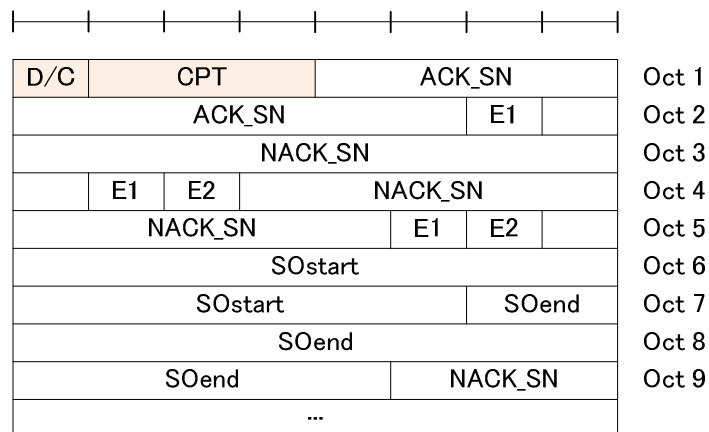 D/C CPT ACK_SN Oct 1
ACK_SN E1 Oct 2
NACK_SN Oct 3
E1 E2 NACK_SN Oct 4
NACK_SN E1 E2 Oct 5
SOstart Oct 6
SOstart SOend Oct 7
SOend Oct 8
SOend NACK_SN Oct 9
...